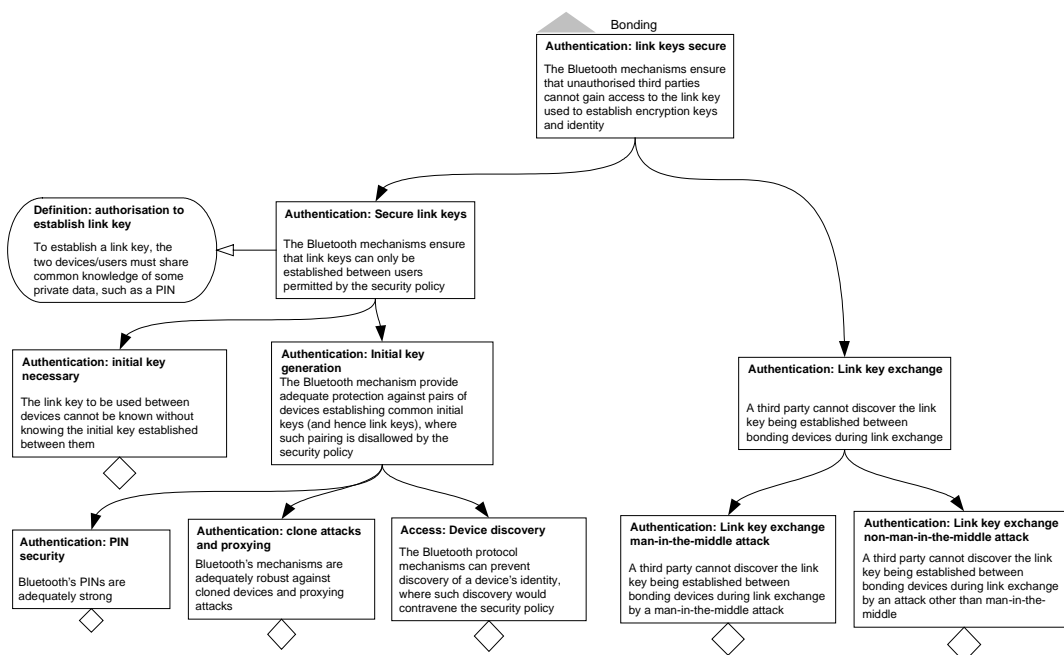 Bonding
Authentication: link keys secure
The Bluetooth mechanisms ensure
that unauthorised third parties
cannot gain access to the link key
used to establish encryption keys
and identity
Definition: authorisation to
establish link key
To establish a link key, the
two devices/users must share
common knowledge of some
private data, such as a PIN
Authentication: Secure link keys
The Bluetooth mechanisms ensure
that link keys can only be
established between users
permitted by the security policy
Authentication: initial key
necessary
The link key to be used between
devices cannot be known without
knowing the initial key established
between them
Authentication: Initial key
generation
The Bluetooth mechanism provide
adequate protection against pairs of
devices establishing common initial
keys (and hence link keys), where
such pairing is disallowed by the
security policy
Authentication: Link key exchange
A third party cannot discover the link
key being established between
bonding devices during link exchange
Authentication: PIN
security
Bluetooth's PINs are
adequately strong
Authentication: clone attacks
and proxying
Bluetooth's mechanisms are
adequately robust against
cloned devices and proxying
attacks
Access: Device discovery
The Bluetooth protocol
mechanisms can prevent
discovery of a device's identity,
where such discovery would
contravene the security policy
Authentication: Link key exchange
man-in-the-middle attack
A third party cannot discover the link
key being established between
bonding devices during link exchange
by a man-in-the-middle attack
Authentication: Link key exchange
non-man-in-the-middle attack
A third party cannot discover the link
key being established between
bonding devices during link exchange
by an attack other than man-in-the-
middle